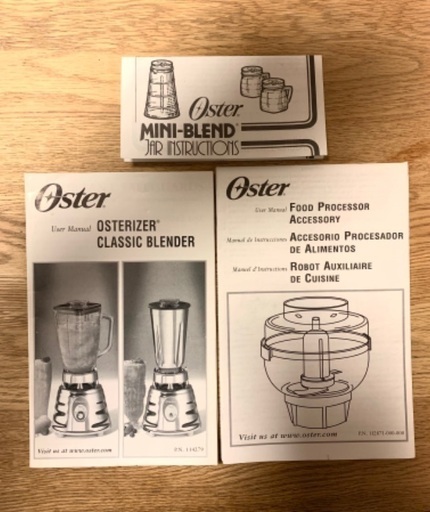 Oster
MINI-BLEND
JAR INSTRUCTIONS
Oster
User Manual OSTERIZER®
CLASSIC BLENDER
Visit us at www.oster.com
Oster
User Manual FOOD PROCESSOR
ACCESSORY
Manual de Instrucciones ACCESORIO PROCESADOR
DE ALIMENTOS
Manual d'Instructions ROBOT AUXILIAIRE
DE CUISINE
Visit us at www.oster.com